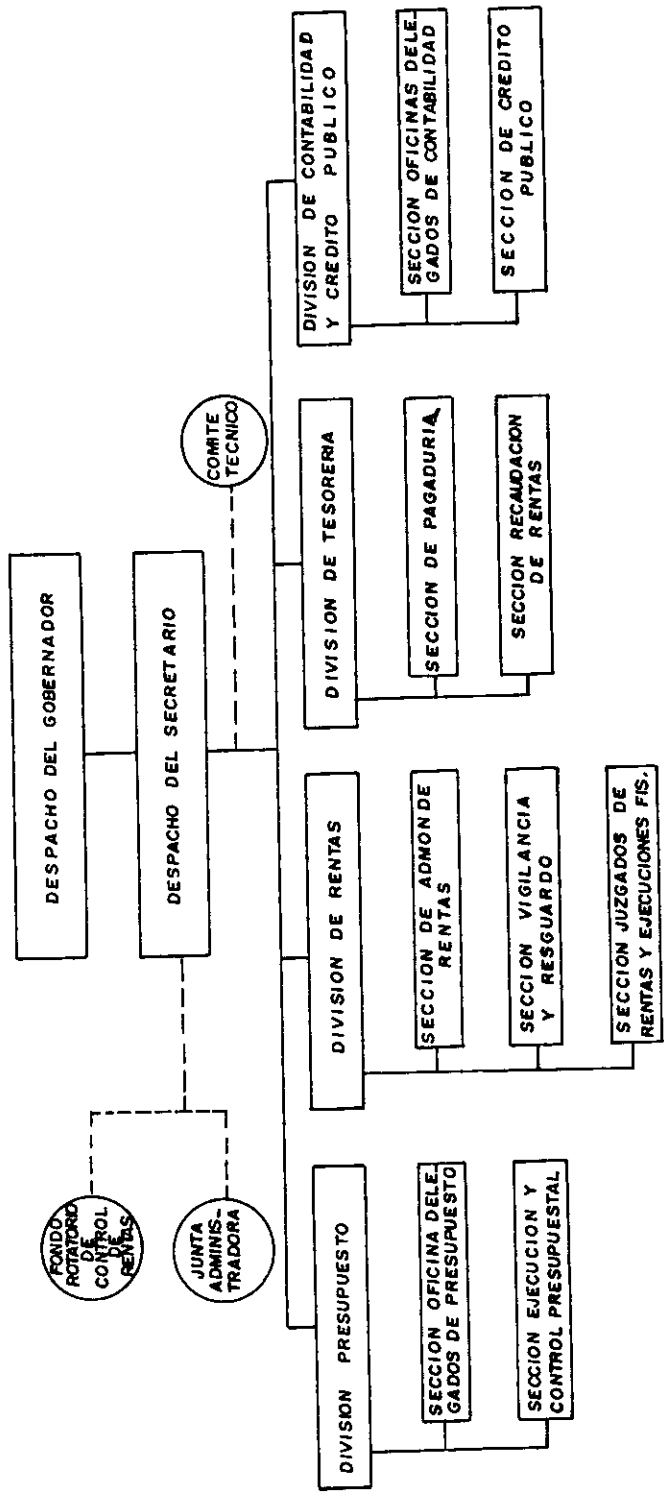 DESPACHO DEL GOBERNADOR
DESPACHO DEL SECRETARIO
FONDO
ROTATORIO
DE
CONTROL
DE
RENTAS
JUNTA
ADMINIS-
TRADORA
COMITE
TECNICO
DIVISION PRESUPUESTO
SECCION OFICINA DELE
GADOS DE PRESUPUESTO
SECCION EJECUCION Y
CONTROL PRESUPUESTAL
DIVISION DE RENTAS
SECCION DE ADMON DE
RENTAS
SECCION VIGILANCIA
Y RESGUARDO
SECCION JUZGADOS DE
RENTAS Y EJECUCIONES FIS.
DIVISION DE TESORERIA
SECCION DE PAGADURIA
SECCION RECAUDACION
DE RENTAS
DIVISION DE CONTABILIDAD
Y CREDITO PUBLICO
SECCION OFICINAS DELE
GADOS DE CONTABILIDAD
SECCION DE CREDITO
PUBLICO